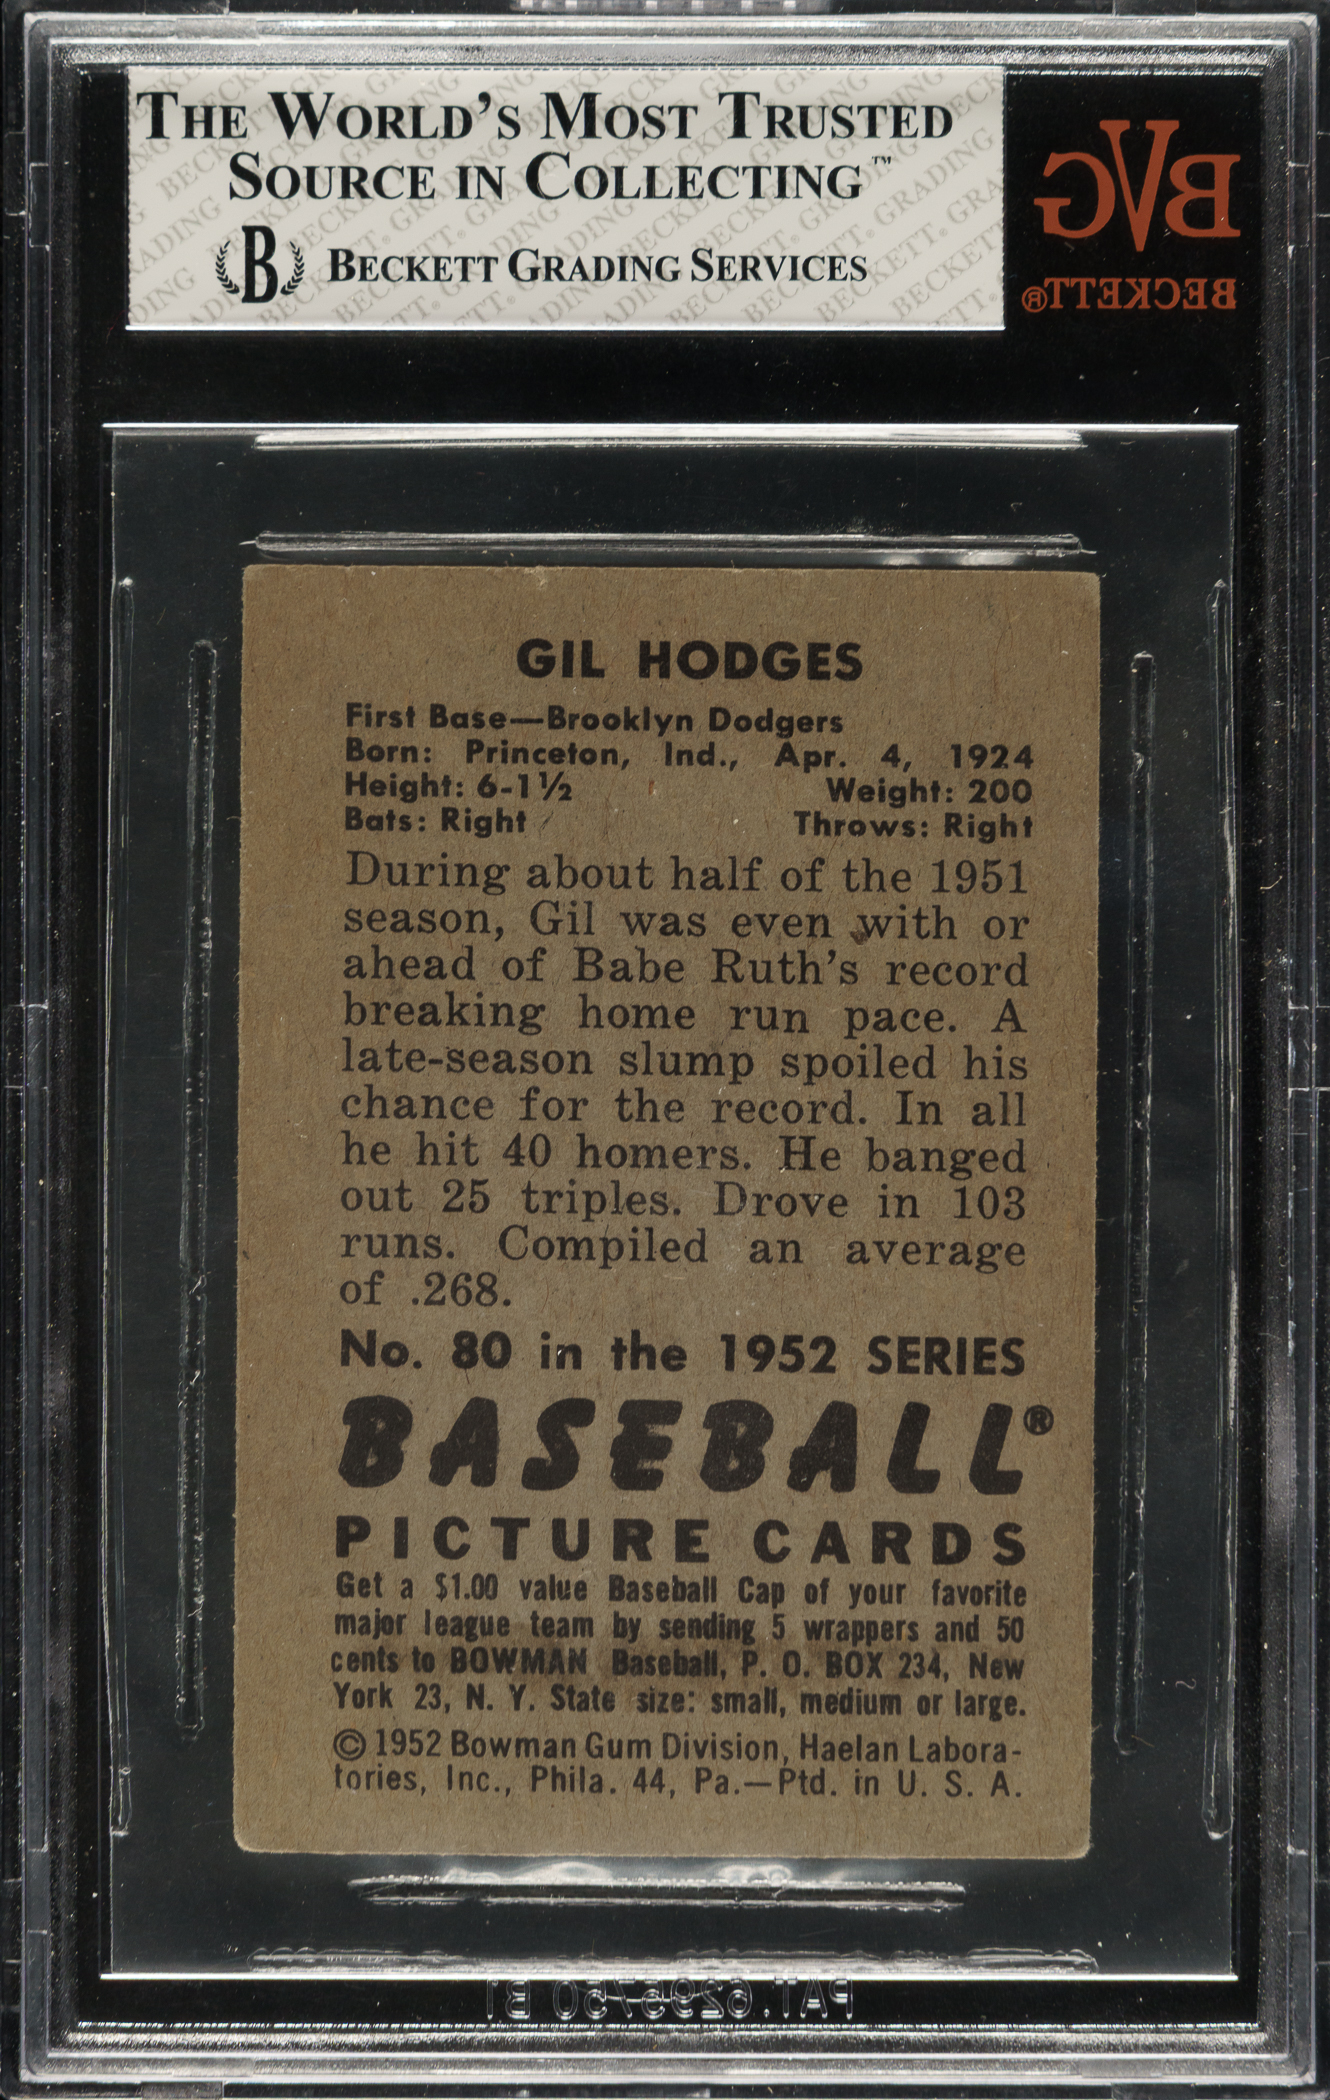 THE WORLD'S MOST TRUSTED
SOURCE IN COLLECTING™
B BECKETT GRADING SERVICES
BVG
BECKETT®
GIL HODGES
First Base—Brooklyn Dodgers
Born: Princeton, Ind., Apr. 4, 1924
Height: 6-1½ Weight: 200
Bats: Right Throws: Right
During about half of the 1951
season, Gil was even with or
ahead of Babe Ruth's record
breaking home run pace. A
late-season slump spoiled his
chance for the record. In all
he hit 40 homers. He banged
out 25 triples. Drove in 103
runs. Compiled an average
of .268.
No. 80 in the 1952 SERIES
BASEBALL®
PICTURE CARDS
Get a $1.00 value Baseball Cap of your favorite
major league team by sending 5 wrappers and 50
cents to BOWMAN Baseball, P. O. BOX 234, New
York 23, N. Y. State size: small, medium or large.
© 1952 Bowman Gum Division, Haelan Labora-
tories, Inc., Phila. 44, Pa.—Ptd. in U. S. A.
PAT.6295750 B1